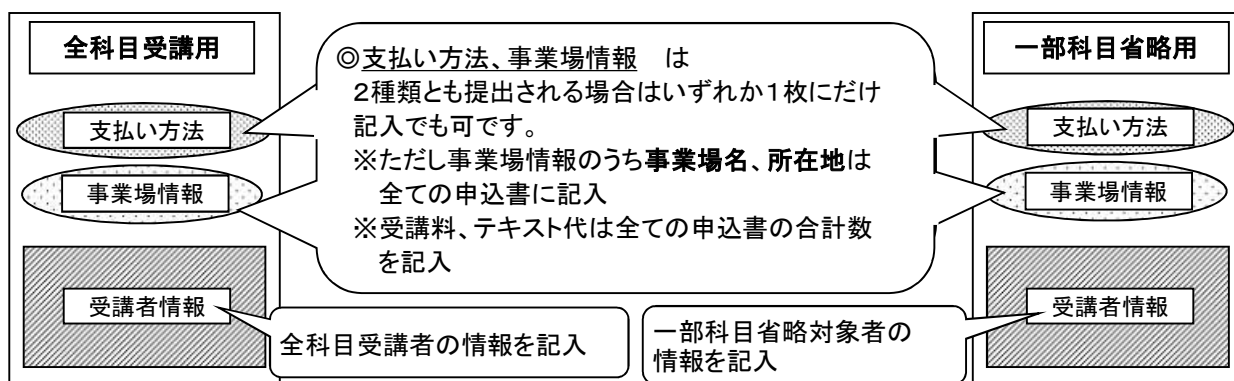 全科目受講用
支払い方法
事業場情報
受講者情報
◎支払い方法、事業場情報　は
２種類とも提出される場合はいずれか１枚にだけ
記入でも可です。
※ただし事業場情報のうち事業場名、所在地は
全ての申込書に記入
※受講料、テキスト代は全ての申込書の合計数
を記入
全科目受講者の情報を記入
一部科目省略対象者の
情報を記入
一部科目省略用
支払い方法
事業場情報
受講者情報